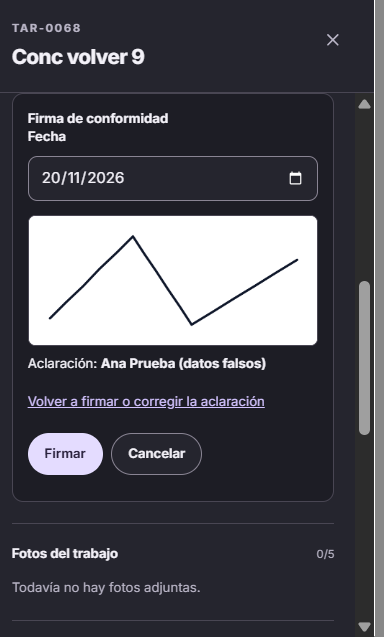 TAR-0068
Conc volver 9
Firma de conformidad
Fecha
20/11/2026
Aclaración: Ana Prueba (datos falsos)
Volver a firmar o corregir la aclaración
Firmar
Cancelar
Fotos del trabajo
0/5
Todavía no hay fotos adjuntas.